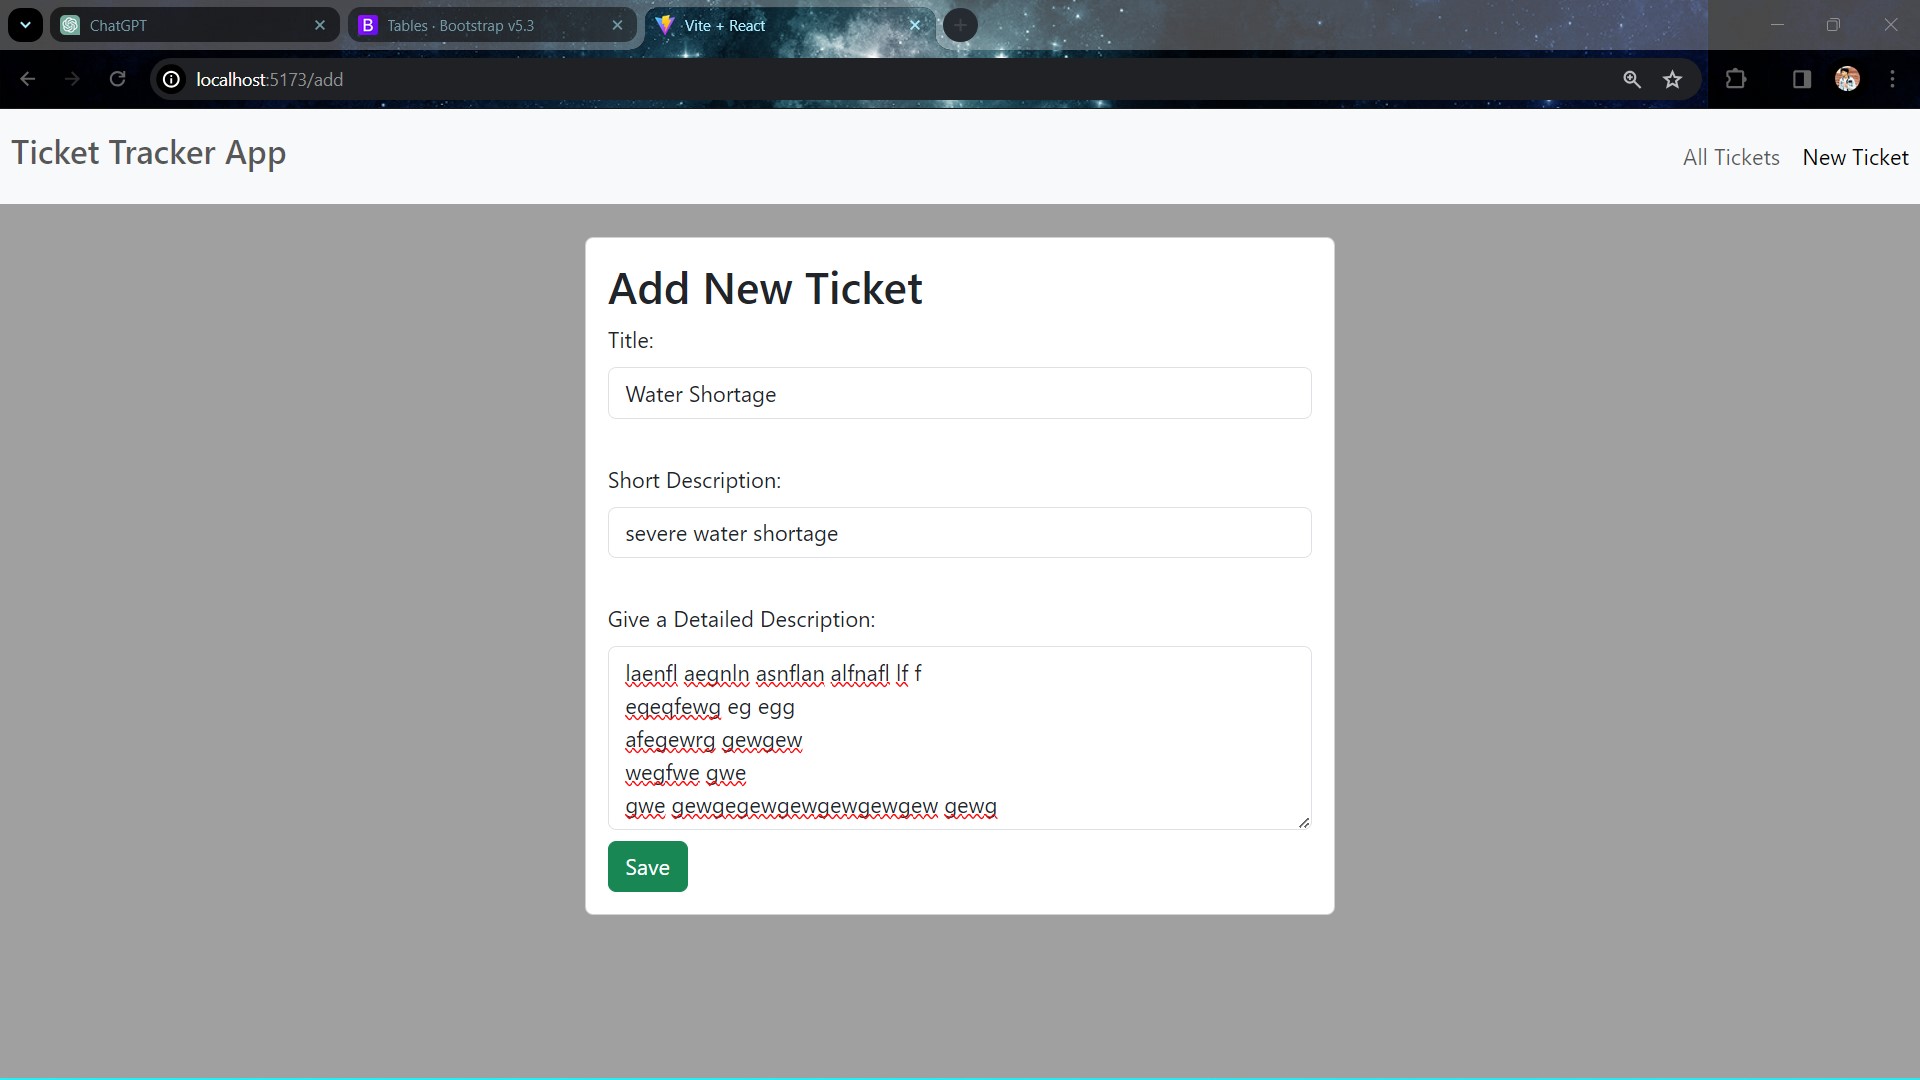 ChatGPT
B Tables · Bootstrap v5.3
Vite + React
localhost:5173/add
Ticket Tracker App
All Tickets New Ticket
Add New Ticket
Title:
Water Shortage
Short Description:
severe water shortage
Give a Detailed Description:
laenfl aegnln asnflan alfnafl lf f
eqeqfewg eg egg
afegewrg gewgew
wegfwe gwe
gwe gewgegewgewgewgewgew gewg
Save